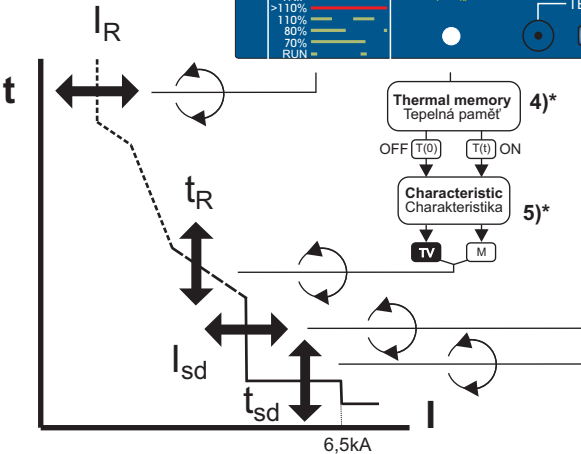 >110%
110%
80%
70%
RUN
I_R
t
Thermal memory
Tepelná paměť
4)*
OFF T(0) T(t) ON
Characteristic
Charakteristika
5)*
TV M
t_R
I_sd
t_sd
I
6,5kA